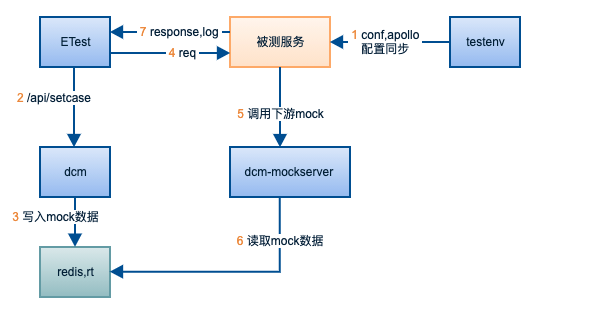 ETest
7 response,log
4 req
被测服务
1 conf,apollo
配置同步
testenv
2 /api/setcase
5 调用下游mock
dcm
dcm-mockserver
3 写入mock数据
6 读取mock数据
redis,rt